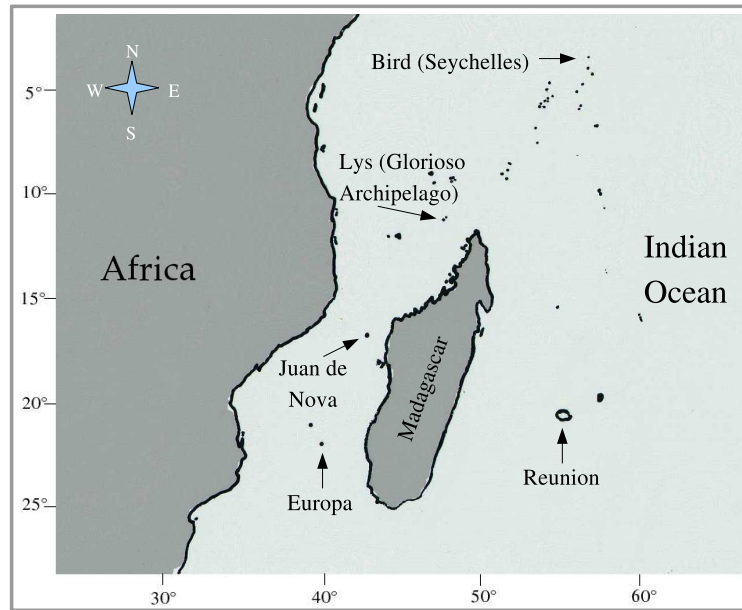 N
W E
S
Bird (Seychelles)
5°
Lys (Glorioso
Archipelago)
10°
Africa
Indian
Ocean
15°
Juan de
Nova
Madagascar
20°
Europa
Reunion
25°
30° 40° 50° 60°